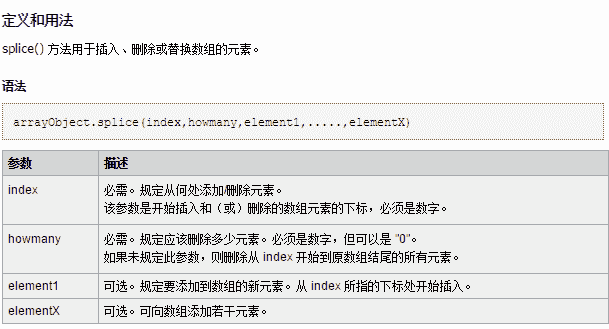 定义和用法
splice() 方法用于插入、删除或替换数组的元素。
语法
arrayObject.splice(index,howmany,element1,.....,elementX)
参数 描述
index 必需。规定从何处添加/删除元素。
该参数是开始插入和（或）删除的数组元素的下标，必须是数字。
howmany 必需。规定应该删除多少元素。必须是数字，但可以是 "0"。
如果未规定此参数，则删除从 index 开始到原数组结尾的所有元素。
element1 可选。规定要添加到数组的新元素。从 index 所指的下标处开始插入。
elementX 可选。可向数组添加若干元素。